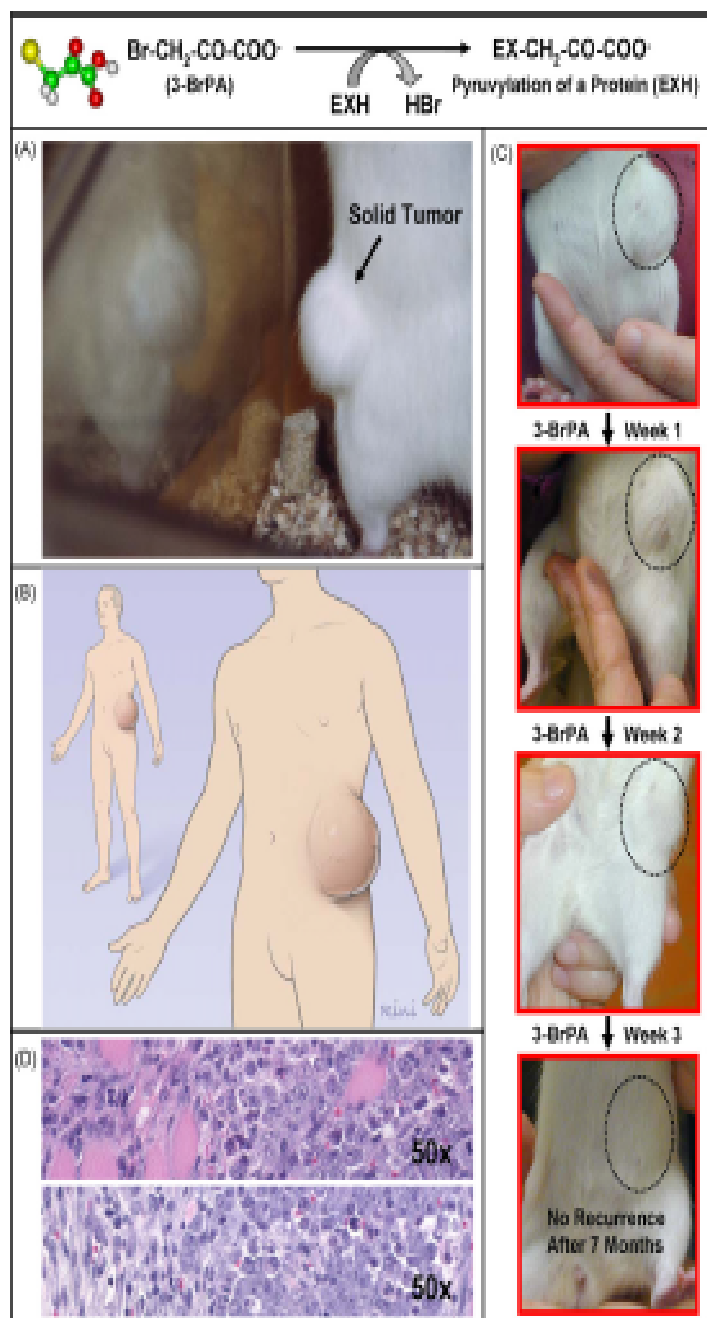 Br-CH2-CO-COO-
(3-BrPA)
EXH
HBr
EX-CH2-CO-COO-
Pyruvylation of a Protein (EXH)
(A)
Solid Tumor
(B)
(C)
3-BrPA
Week 1
3-BrPA
Week 2
3-BrPA
Week 3
No Recurrence
After 7 Months
(D)
50x
50x